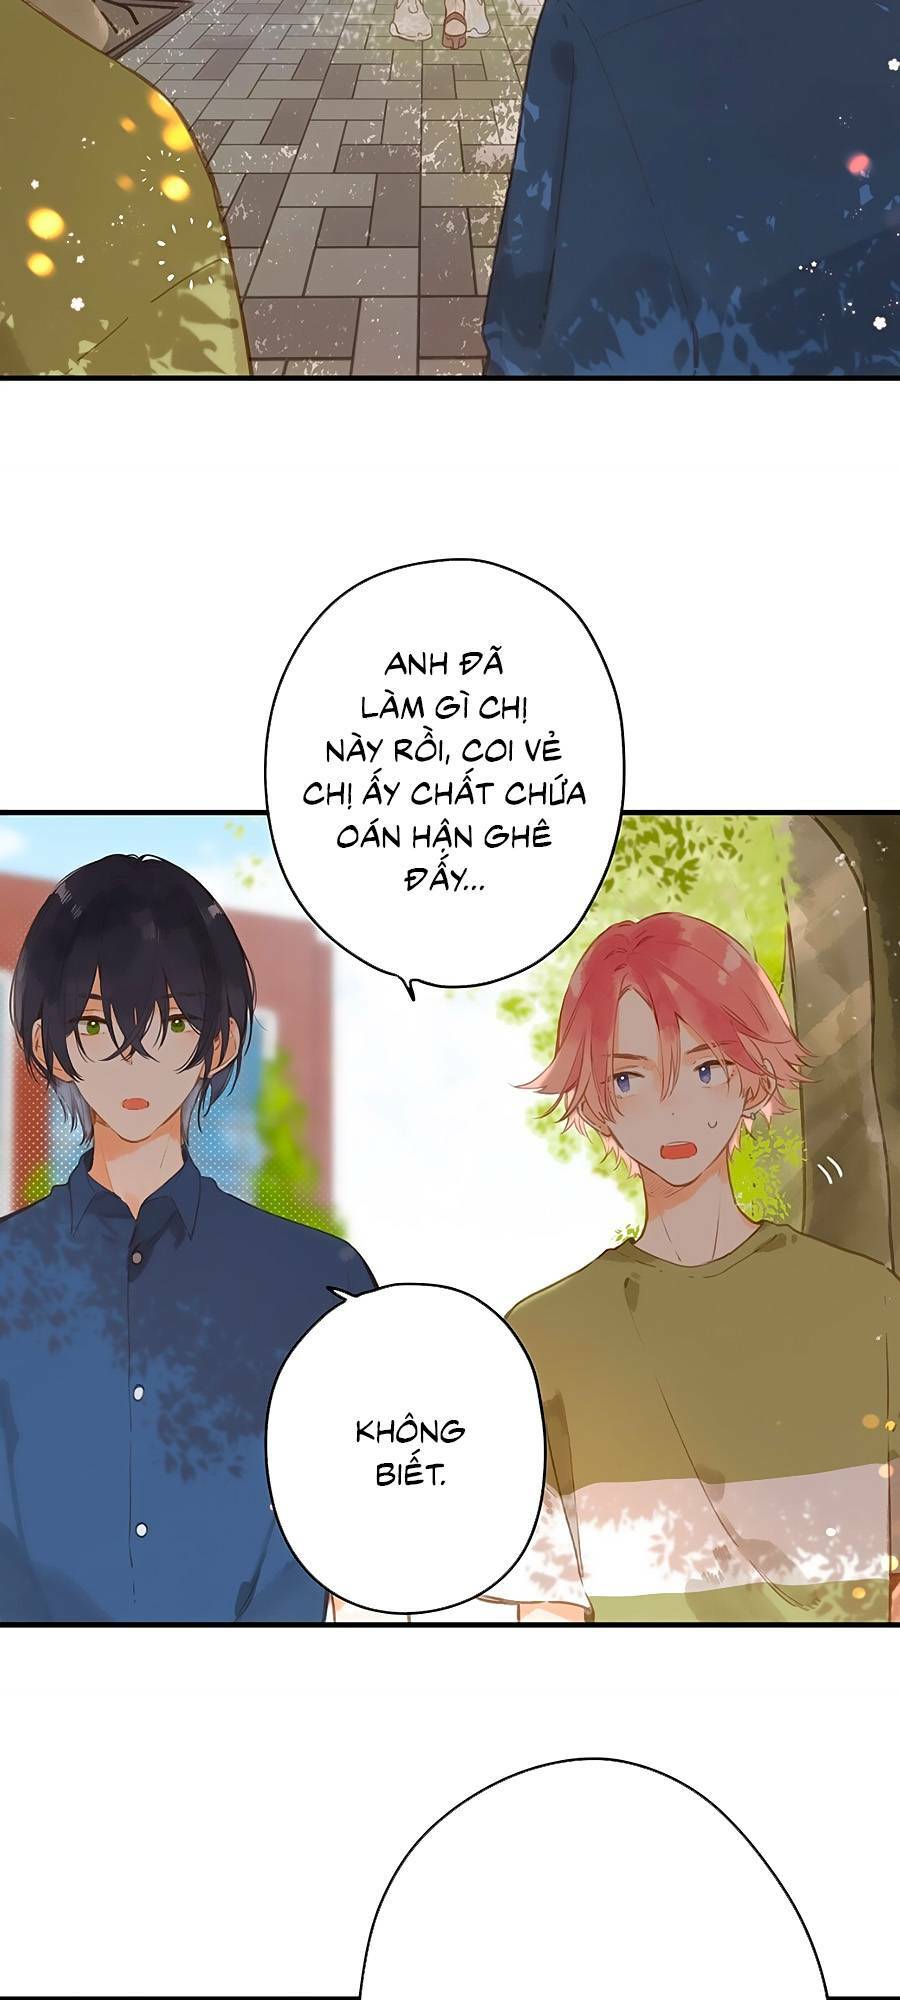 ANH ĐÃ
LÀM GÌ CHỊ
NÀY RỒI, COI VẺ
CHỊ ẤY CHẤT CHỨA
OÁN HẬN GHÊ
ĐẤY...
KHÔNG
BIẾT.